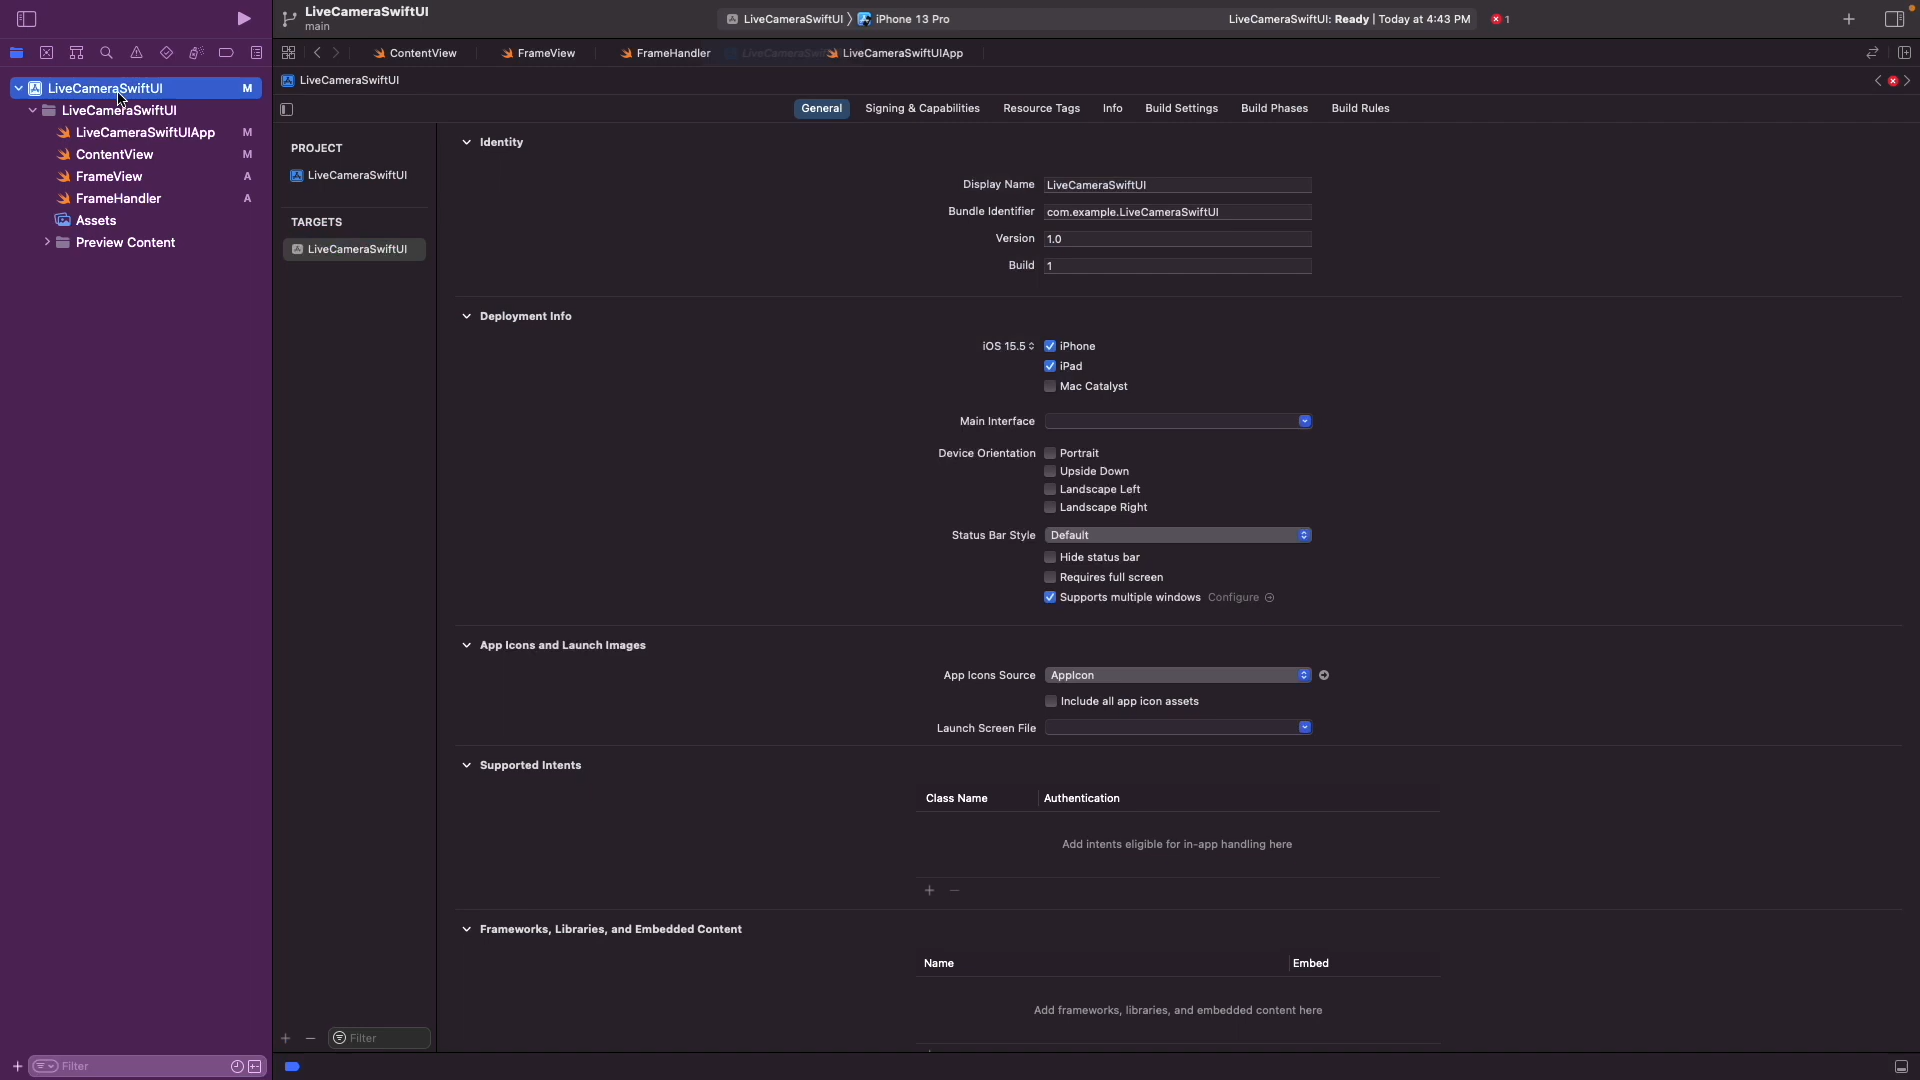 LiveCameraSwiftUI
main
LiveCameraSwiftUI 〉 iPhone 13 Pro
LiveCameraSwiftUI: Ready | Today at 4:43 PM
1
ContentView
FrameView
FrameHandler
LiveCameraSwiftUIApp
LiveCameraSwiftUI
LiveCameraSwiftUI M
LiveCameraSwiftUI
LiveCameraSwiftUIApp M
ContentView M
FrameView A
FrameHandler A
Assets
Preview Content
General
Signing & Capabilities
Resource Tags
Info
Build Settings
Build Phases
Build Rules
PROJECT
LiveCameraSwiftUI
TARGETS
LiveCameraSwiftUI
Identity
Display Name LiveCameraSwiftUI
Bundle Identifier com.example.LiveCameraSwiftUI
Version 1.0
Build 1
Deployment Info
iOS 15.5 iPhone
iPad
Mac Catalyst
Main Interface
Device Orientation Portrait
Upside Down
Landscape Left
Landscape Right
Status Bar Style Default
Hide status bar
Requires full screen
Supports multiple windows Configure
App Icons and Launch Images
App Icons Source AppIcon
Include all app icon assets
Launch Screen File
Supported Intents
Class Name Authentication
Add intents eligible for in-app handling here
Frameworks, Libraries, and Embedded Content
Name Embed
Add frameworks, libraries, and embedded content here
Filter
Filter